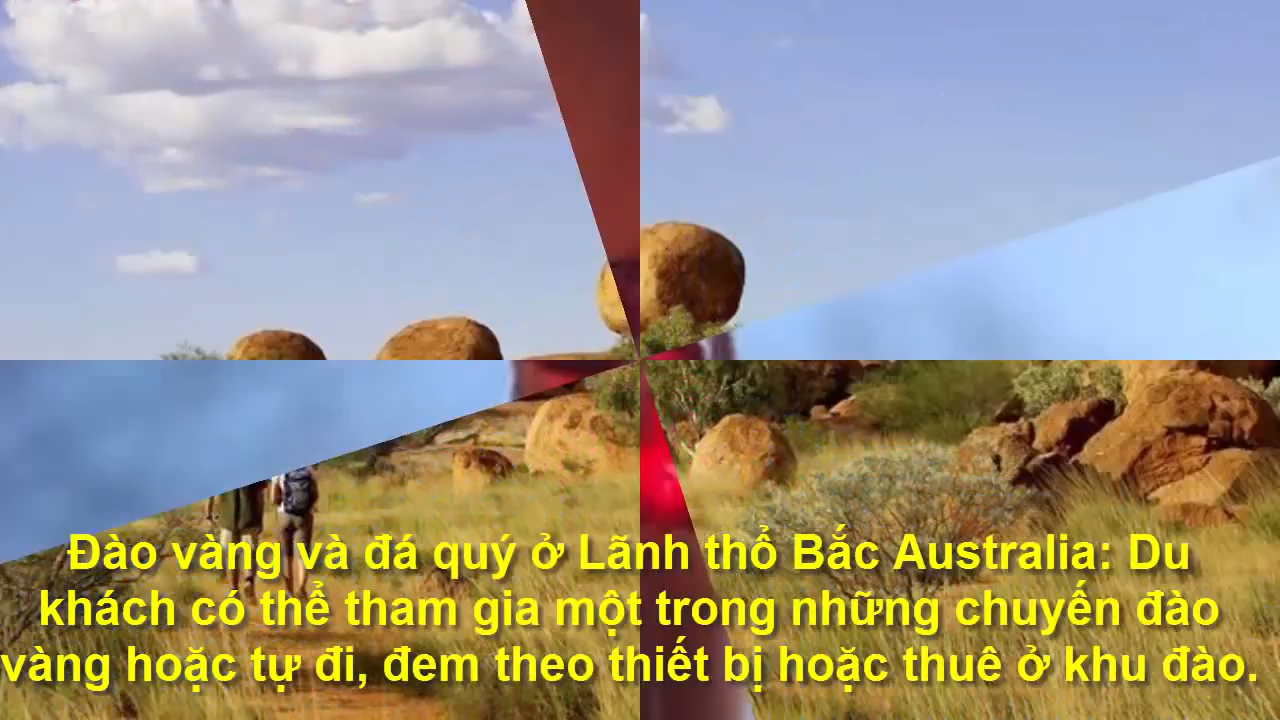 Đào vàng và đá quý ở Lãnh thổ Bắc Australia: Du
khách có thể tham gia một trong những chuyến đào
vàng hoặc tự đi, đem theo thiết bị hoặc thuê ở khu đào.